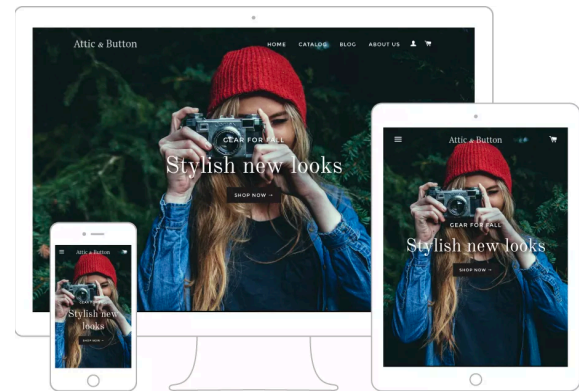 Attic & Button
HOME CATALOG BLOG ABOUT US
GEAR FOR FALL
Stylish new looks
SHOP NOW →
Attic & Button
GEAR FOR FALL
Stylish new looks
SHOP NOW →
Attic & Button
GEAR FOR FALL
Stylish new
looks
SHOP NOW →